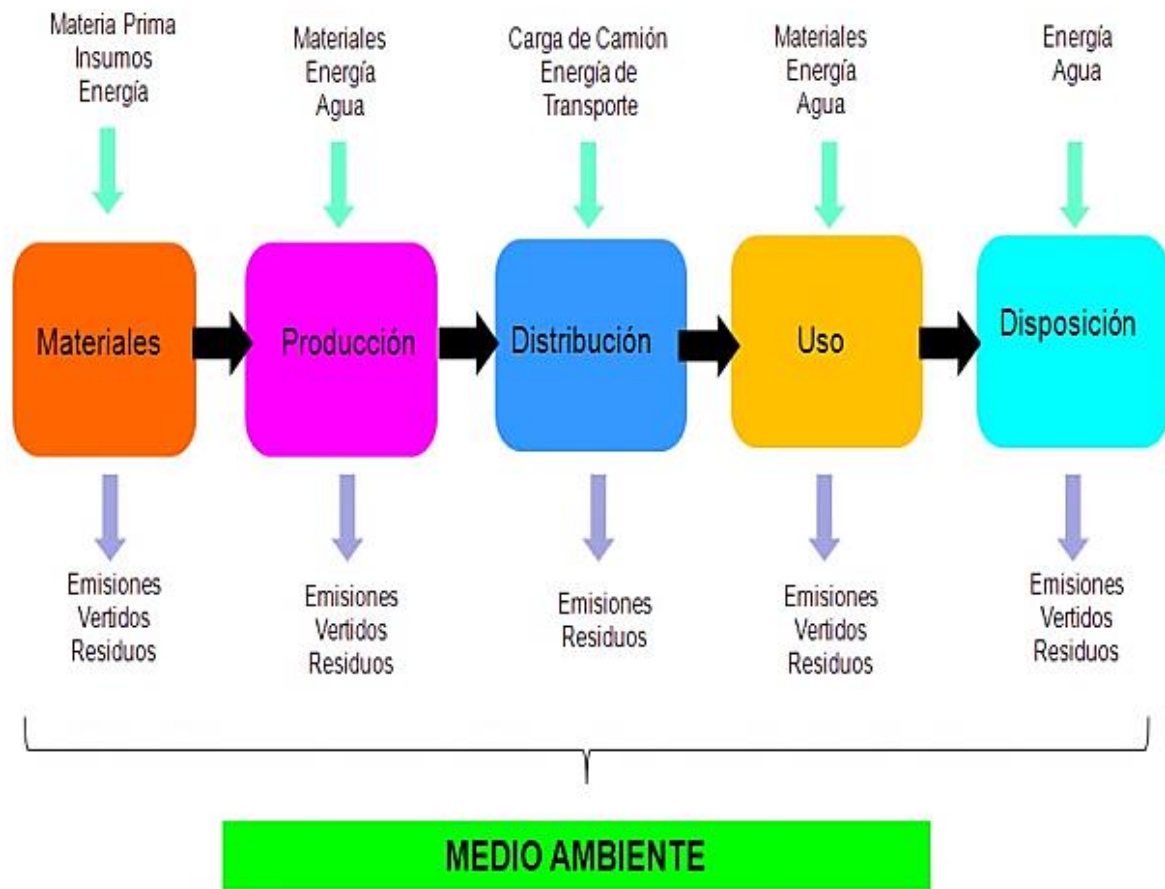 Materia Prima
Insumos
Energía
Materiales
Energía
Agua
Carga de Camión
Energía de
Transporte
Materiales
Energía
Agua
Energía
Agua
Materiales
Producción
Distribución
Uso
Disposición
Emisiones
Vertidos
Residuos
Emisiones
Vertidos
Residuos
Emisiones
Residuos
Emisiones
Vertidos
Residuos
Emisiones
Vertidos
Residuos
MEDIO AMBIENTE